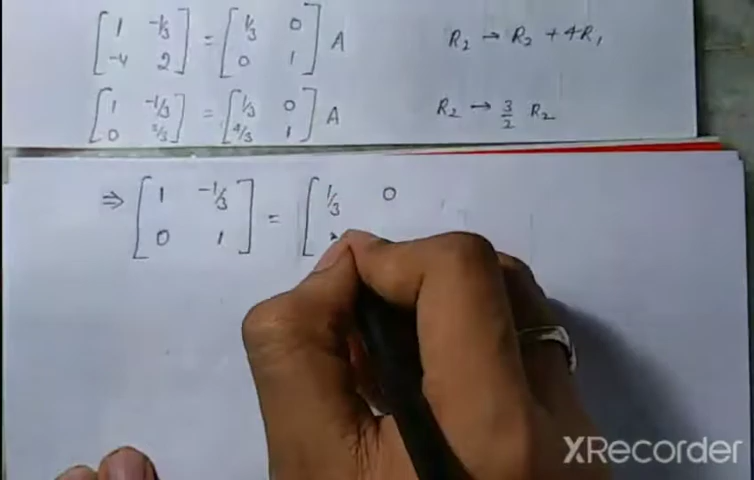 [1 -1/3 -4 2] = [1/3 0 0 1] A R₂ → R₂ + 4R₁
[1 -1/3 0 2/3] = [1/3 0 4/3 1] A R₂ → 3/2 R₂
⇒ [1 -1/3 0 1] = [1/3 0
XRecorder